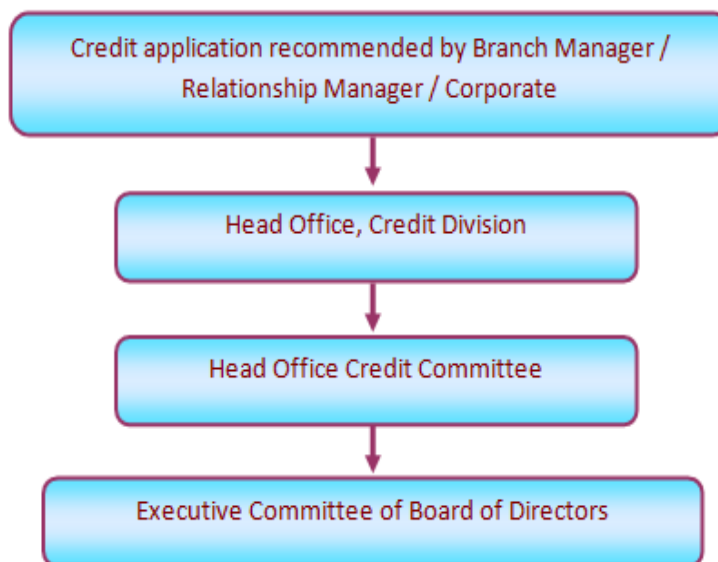 Credit application recommended by Branch Manager /
Relationship Manager / Corporate
Head Office, Credit Division
Head Office Credit Committee
Executive Committee of Board of Directors